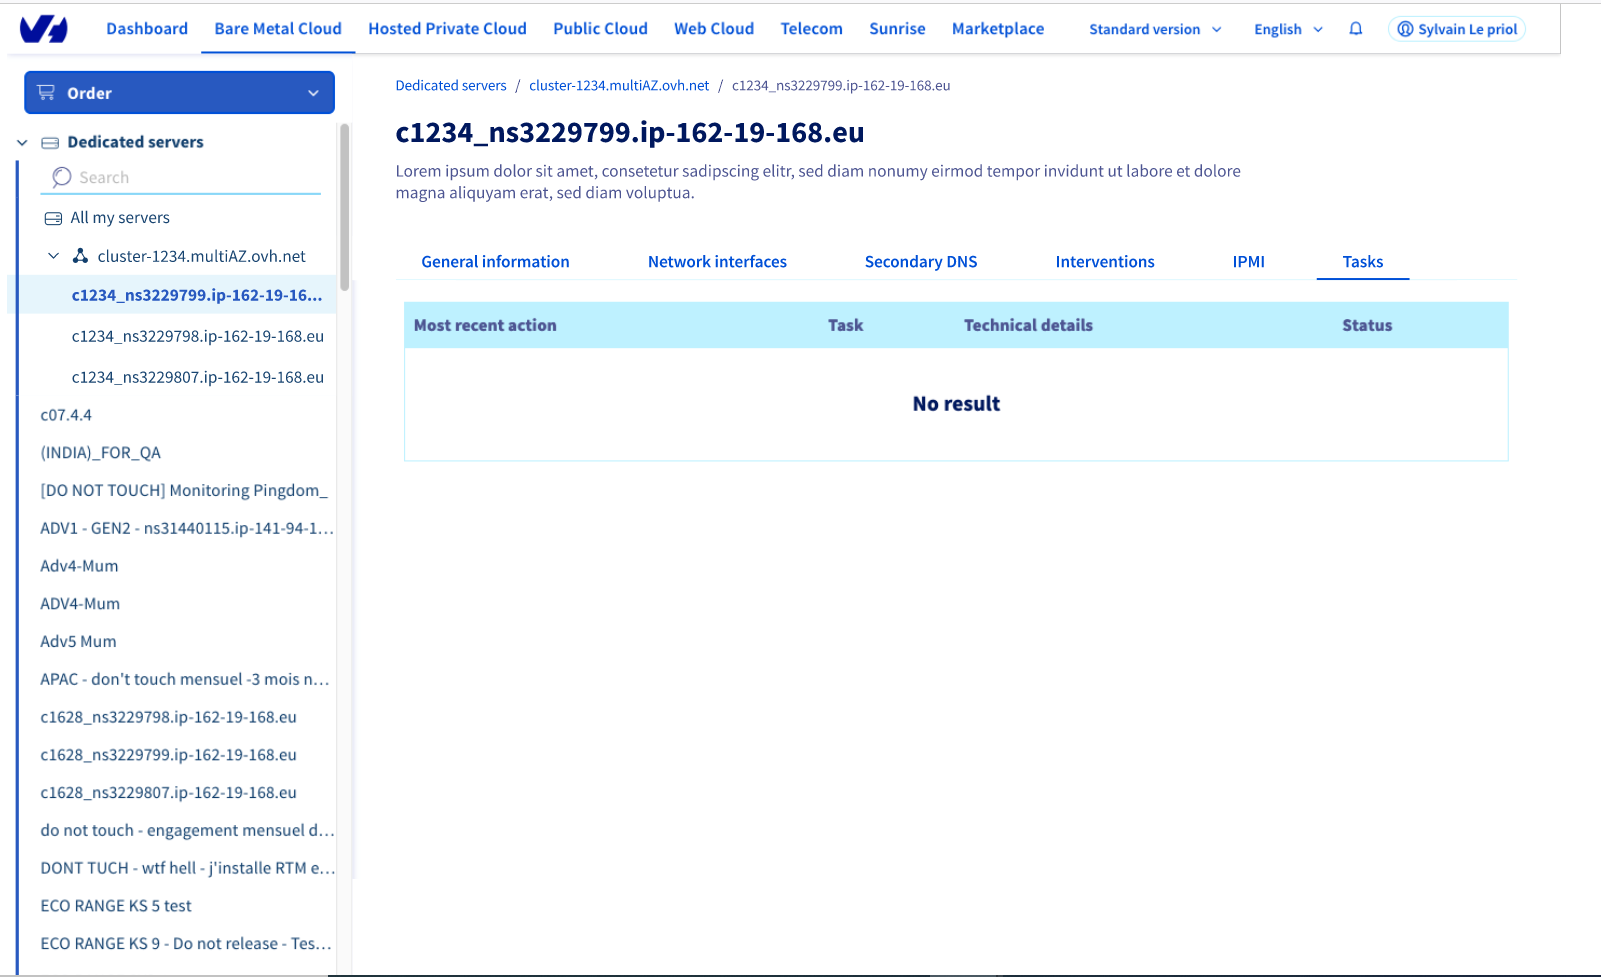 Dashboard Bare Metal Cloud Hosted Private Cloud Public Cloud Web Cloud Telecom Sunrise Marketplace Standard version English Sylvain Le priol
Order
Dedicated servers
Search
All my servers
cluster-1234.multiAZ.ovh.net
c1234_ns3229799.ip-162-19-16...
c1234_ns3229798.ip-162-19-168.eu
c1234_ns3229807.ip-162-19-168.eu
c07.4.4
(INDIA)_FOR_QA
[DO NOT TOUCH] Monitoring Pingdom_
ADV1 - GEN2 - ns31440115.ip-141-94-1...
Adv4-Mum
ADV4-Mum
Adv5 Mum
APAC - don't touch mensuel -3 mois n...
c1628_ns3229798.ip-162-19-168.eu
c1628_ns3229799.ip-162-19-168.eu
c1628_ns3229807.ip-162-19-168.eu
do not touch - engagement mensuel d...
DONT TUCH - wtf hell - j'installe RTM e...
ECO RANGE KS 5 test
ECO RANGE KS 9 - Do not release - Tes...
Dedicated servers / cluster-1234.multiAZ.ovh.net / c1234_ns3229799.ip-162-19-168.eu
c1234_ns3229799.ip-162-19-168.eu
Lorem ipsum dolor sit amet, consetetur sadipscing elitr, sed diam nonumy eirmod tempor invidunt ut labore et dolore
magna aliquyam erat, sed diam voluptua.
General information Network interfaces Secondary DNS Interventions IPMI Tasks
Most recent action Task Technical details Status
No result